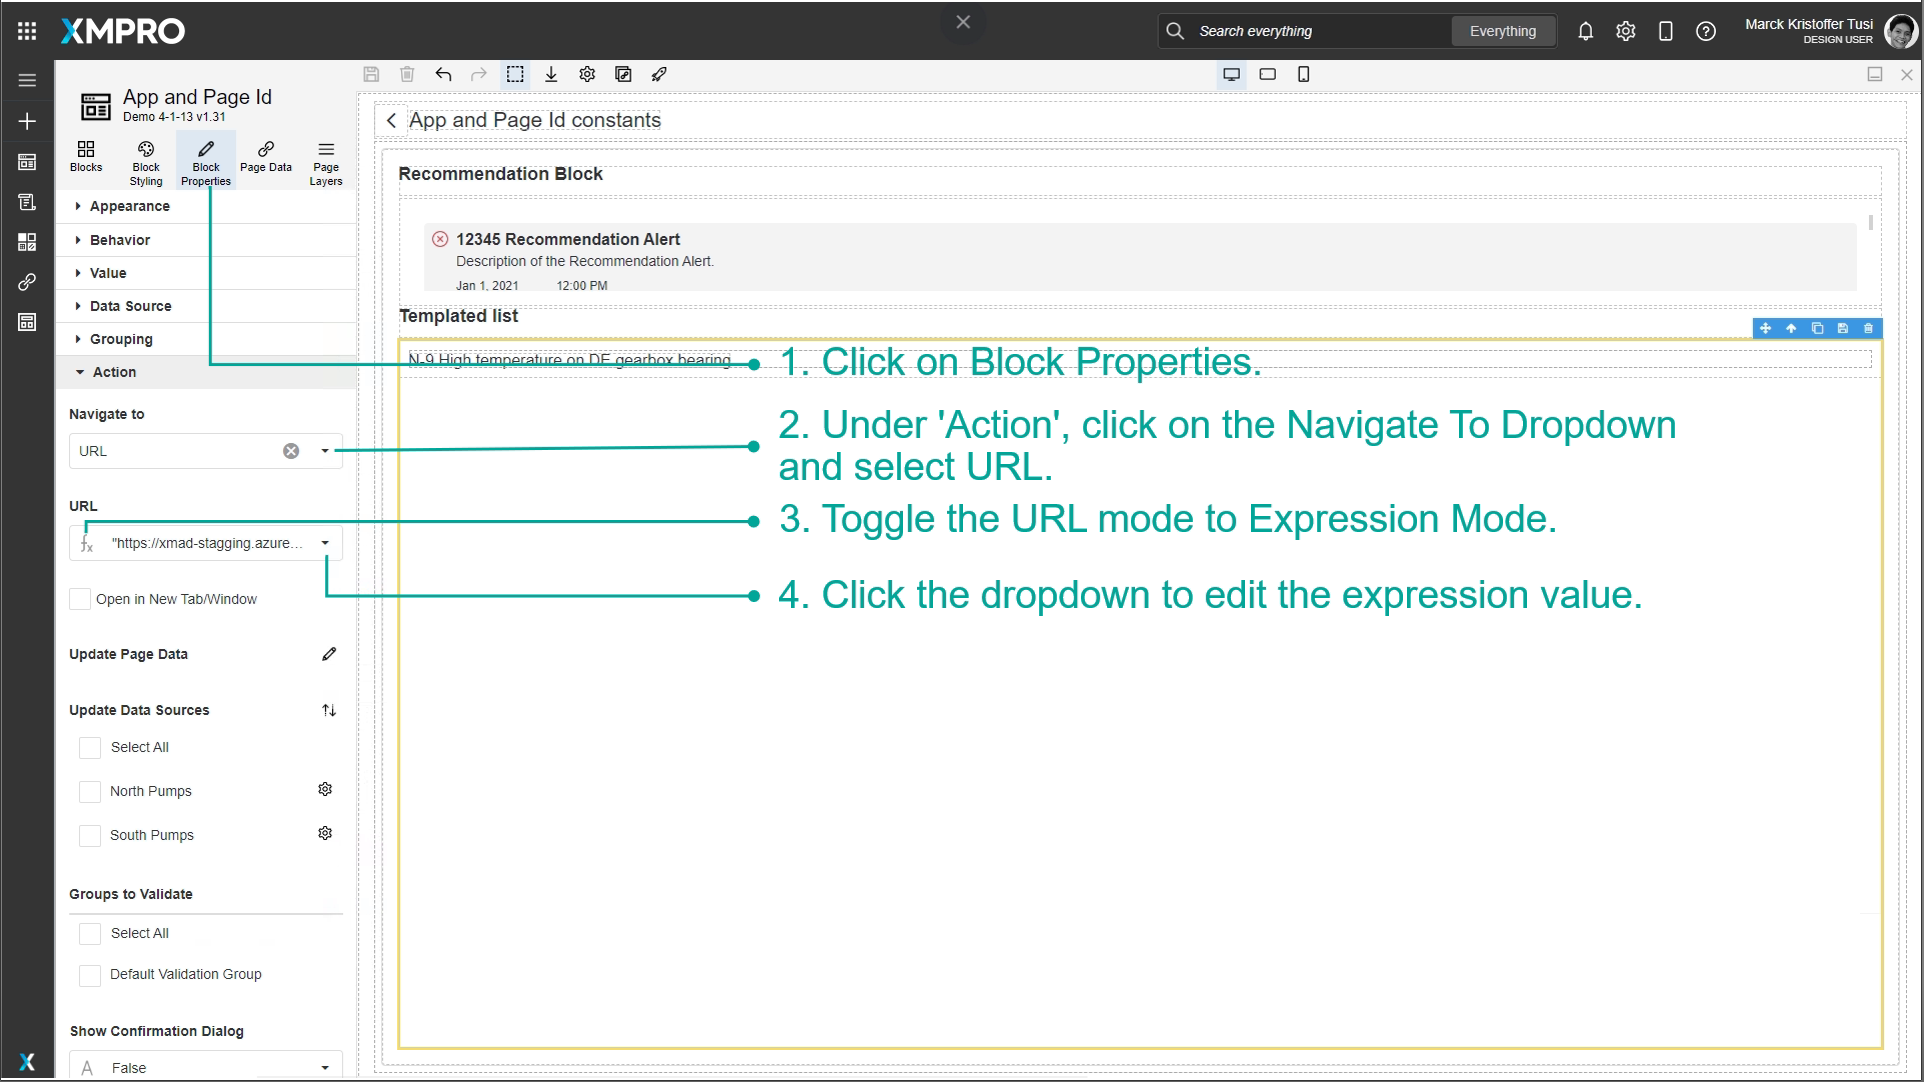 XMPRO
Search everything
Everything
Marck Kristoffer Tusi
DESIGN USER
App and Page Id
Demo 4-1-13 v1.31
Blocks
Block Styling
Block Properties
Page Data
Page Layers
App and Page Id constants
Appearance
Behavior
Value
Data Source
Grouping
Action
Navigate to
URL
URL
fx "https://xmad-stagging.azure...
Open in New Tab/Window
Update Page Data
Update Data Sources
Select All
North Pumps
South Pumps
Groups to Validate
Select All
Default Validation Group
Show Confirmation Dialog
A False
Recommendation Block
12345 Recommendation Alert
Description of the Recommendation Alert.
Jan 1, 2021 12:00 PM
Templated list
N-9 High temperature on DE gearbox bearing
1. Click on Block Properties.
2. Under 'Action', click on the Navigate To Dropdown
and select URL.
3. Toggle the URL mode to Expression Mode.
4. Click the dropdown to edit the expression value.